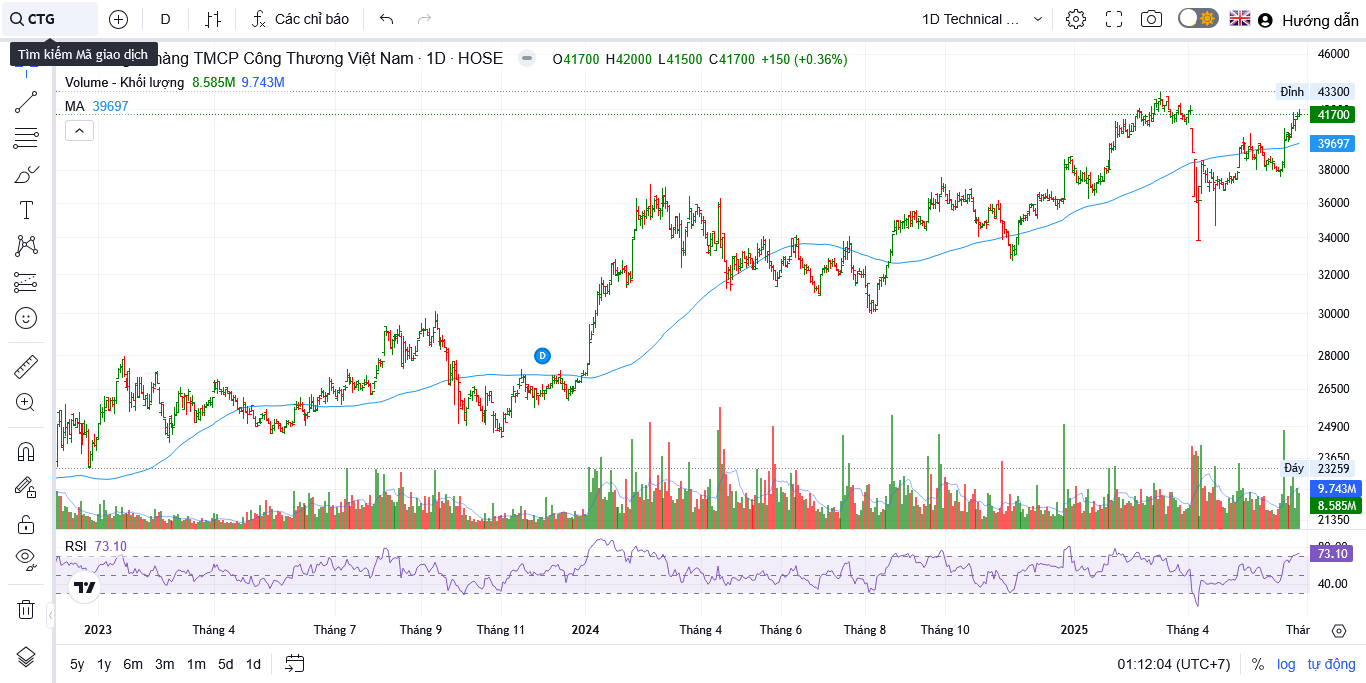 CTG
D
Các chỉ báo
1D Technical ...
Hướng dẫn
Tìm kiếm Mã giao dịch
hàng TMCP Công Thương Việt Nam · 1D · HOSE
O41700 H42000 L41500 C41700 +150 (+0.36%)
Volume - Khối lượng 8.585M 9.743M
MA 39697
46000
Đỉnh 43300
41700
39697
38000
36000
34000
32000
30000
28000
D
26500
24900
23650
Đáy 23259
9.743M
8.585M
21350
RSI 73.10
80.00
73.10
40.00
2023 Tháng 4 Tháng 7 Tháng 9 Tháng 11 2024 Tháng 4 Tháng 6 Tháng 8 Tháng 10 2025 Tháng 4 Thár
5y 1y 6m 3m 1m 5d 1d
01:12:04 (UTC+7) % log tự động